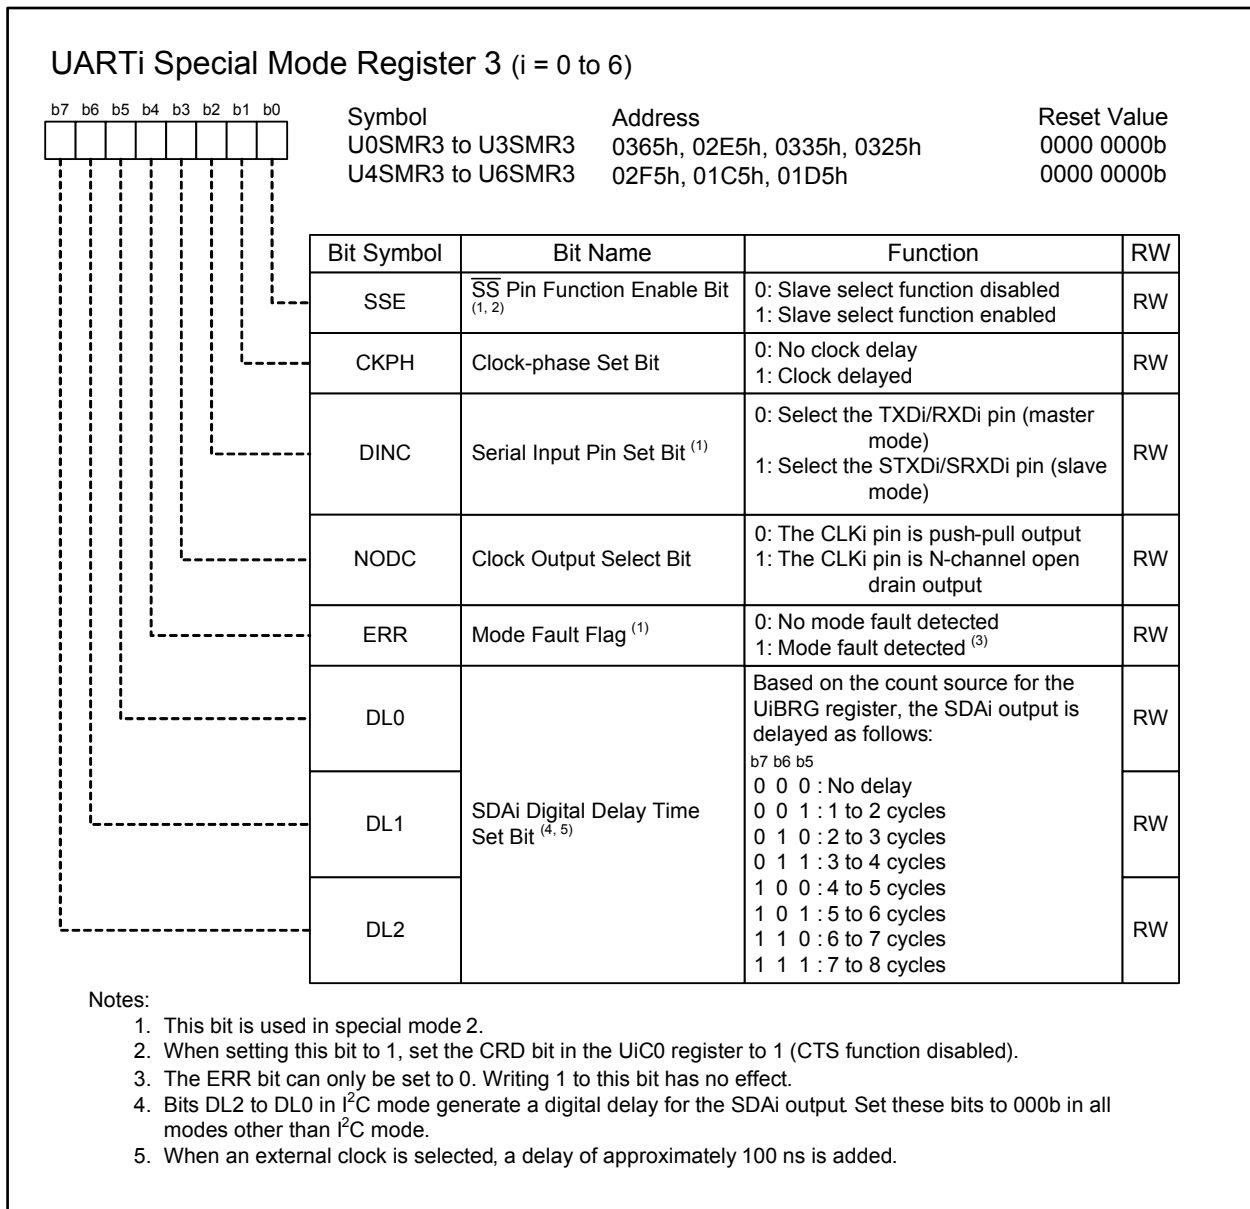 UARTi Special Mode Register 3 (i = 0 to 6)
b7 b6 b5 b4 b3 b2 b1 b0
Symbol Address Reset Value
U0SMR3 to U3SMR3 0365h, 02E5h, 0335h, 0325h 0000 0000b
U4SMR3 to U6SMR3 02F5h, 01C5h, 01D5h 0000 0000b
Bit Symbol Bit Name Function RW
SSE
SS Pin Function Enable Bit
(1, 2)
0: Slave select function disabled
1: Slave select function enabled
RW
CKPH
Clock-phase Set Bit
0: No clock delay
1: Clock delayed
RW
DINC
Serial Input Pin Set Bit (1)
0: Select the TXDi/RXDi pin (master
mode)
1: Select the STXDi/SRXDi pin (slave
mode)
RW
NODC
Clock Output Select Bit
0: The CLKi pin is push-pull output
1: The CLKi pin is N-channel open
drain output
RW
ERR
Mode Fault Flag (1)
0: No mode fault detected
1: Mode fault detected (3)
RW
DL0
RW
DL1
RW
DL2
RW
SDAi Digital Delay Time
Set Bit (4, 5)
Based on the count source for the
UiBRG register, the SDAi output is
delayed as follows:
b7 b6 b5
0 0 0 : No delay
0 0 1 : 1 to 2 cycles
0 1 0 : 2 to 3 cycles
0 1 1 : 3 to 4 cycles
1 0 0 : 4 to 5 cycles
1 0 1 : 5 to 6 cycles
1 1 0 : 6 to 7 cycles
1 1 1 : 7 to 8 cycles
Notes:
1. This bit is used in special mode 2.
2. When setting this bit to 1, set the CRD bit in the UiC0 register to 1 (CTS function disabled).
3. The ERR bit can only be set to 0. Writing 1 to this bit has no effect.
4. Bits DL2 to DL0 in I2C mode generate a digital delay for the SDAi output. Set these bits to 000b in all
modes other than I2C mode.
5. When an external clock is selected, a delay of approximately 100 ns is added.